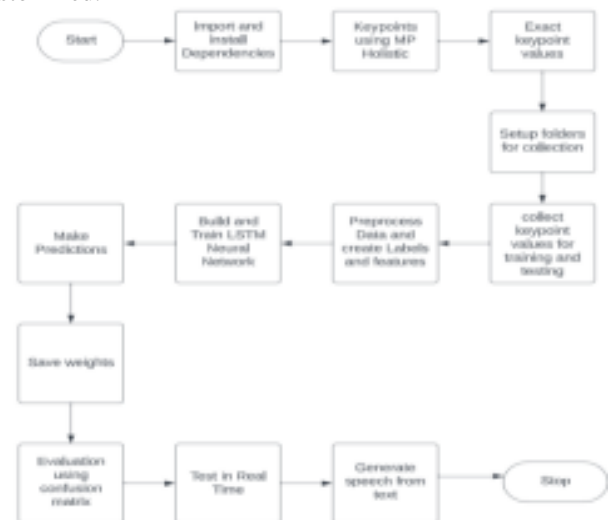 Start
Import and
Install
Dependencies
Keypoints
using MP
Holistic
Exact
keypoint
values
Setup folders
for collection
collect
keypoint
values for
training and
testing
Preprocess
Data and
create Labels
and features
Build and
Train LSTM
Neural
Network
Make
Predictions
Save weights
Evaluation
using
confusion
matrix
Test in Real
Time
Generate
speech from
text
Stop